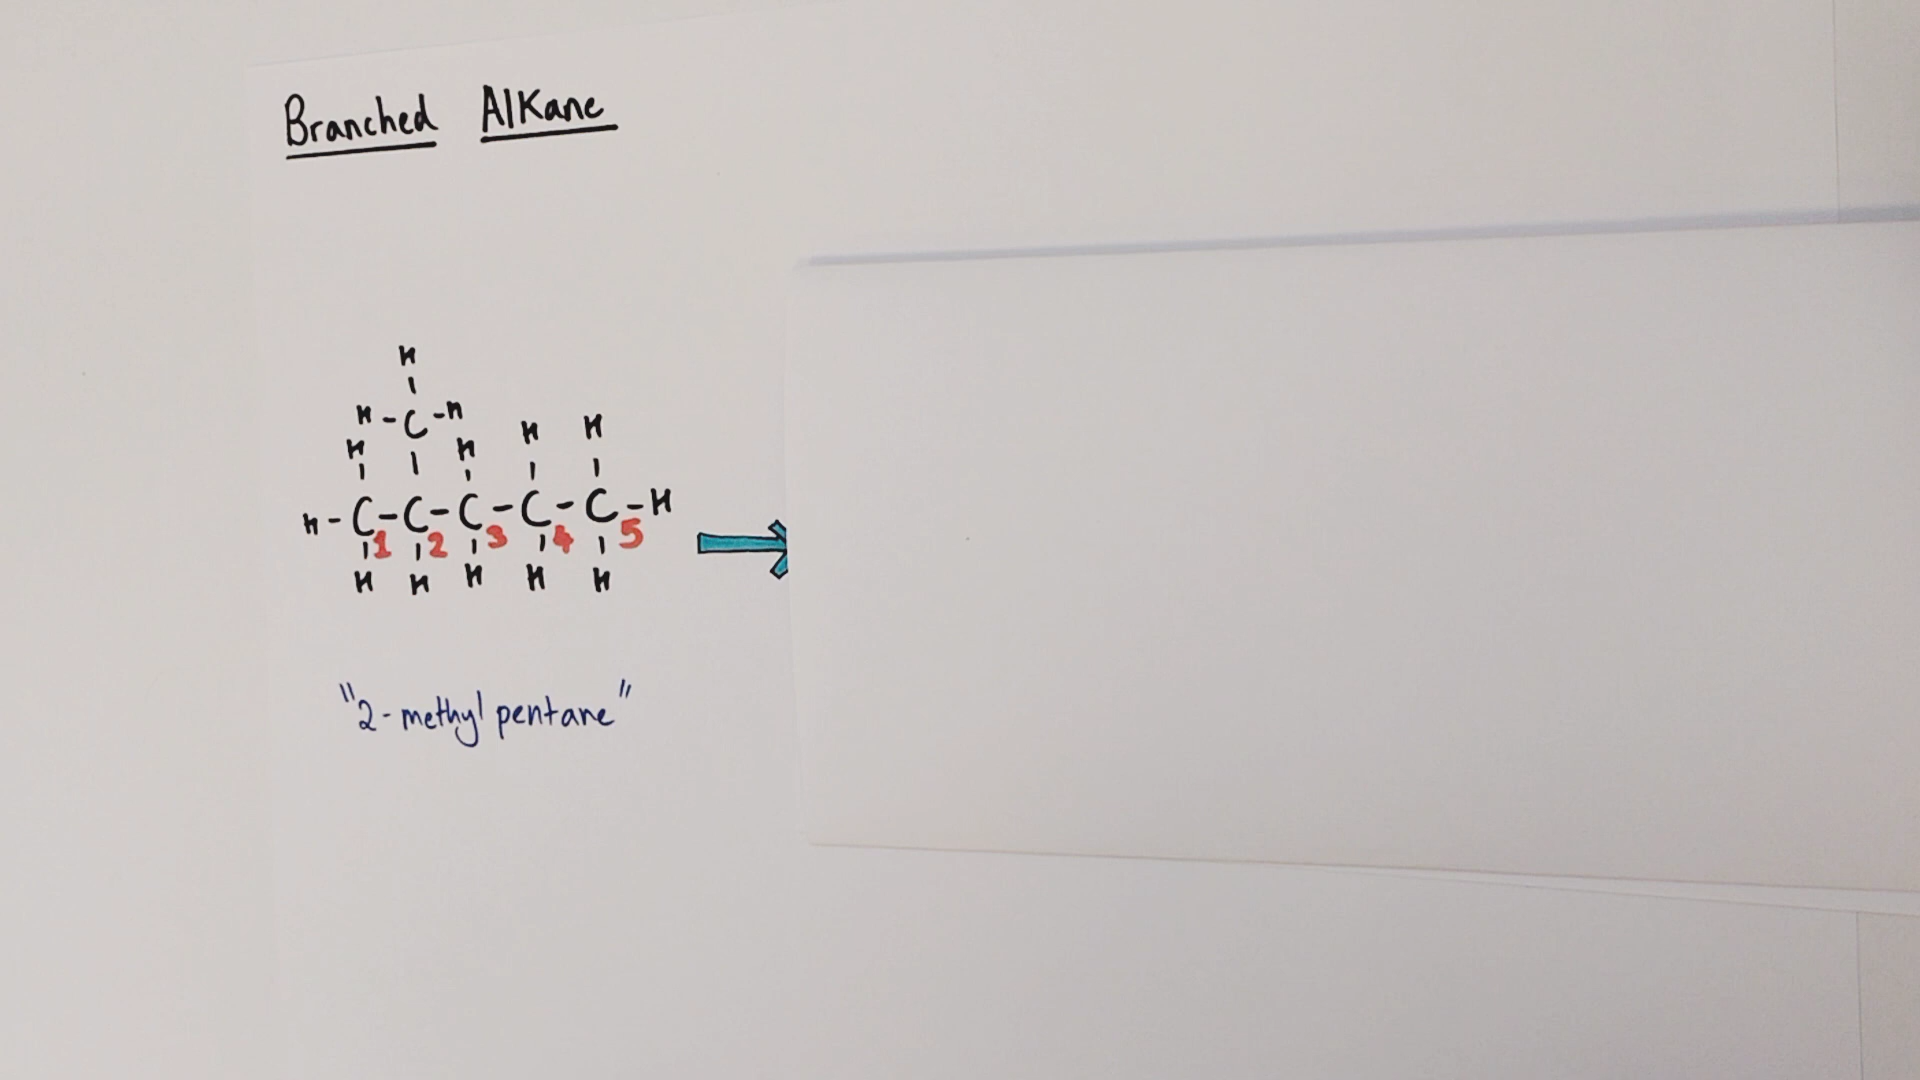 Branched Alkane
H
H-C-H
H H H H
H-C-C-C-C-C-H
1 2 3 4 5
H H H H H
"2-methyl pentane"